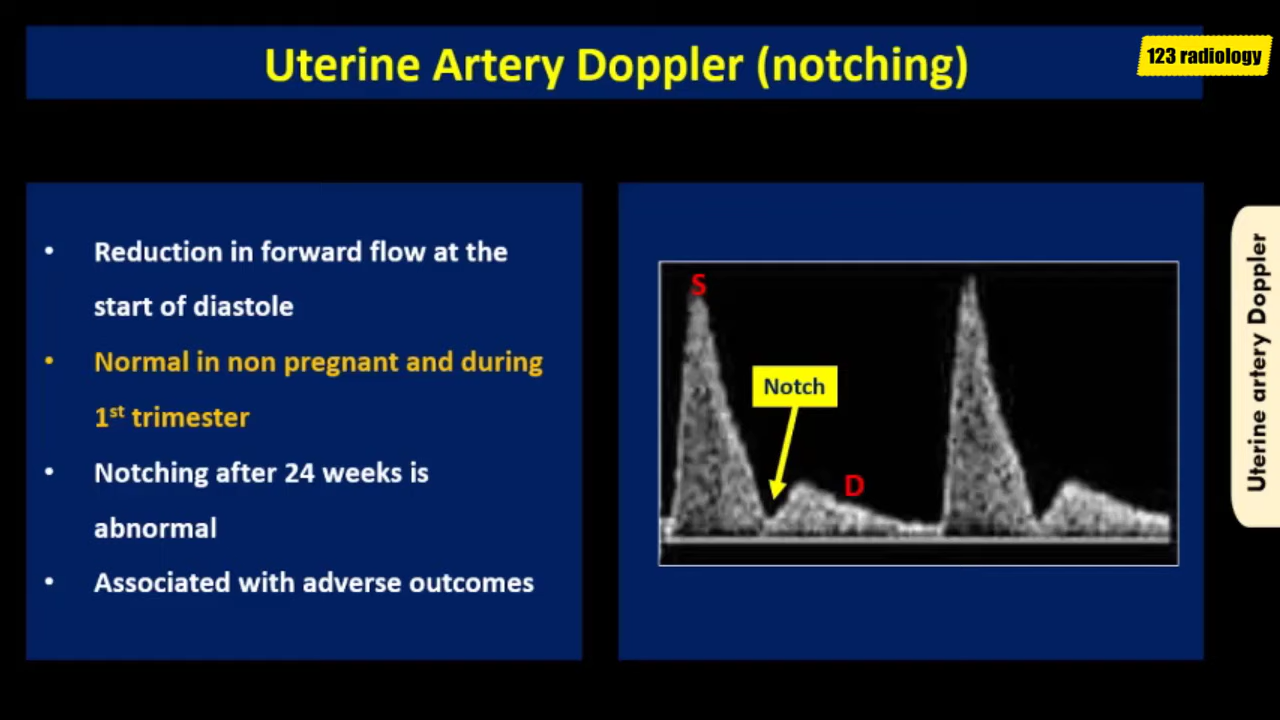 Uterine Artery Doppler (notching)
123 radiology
• Reduction in forward flow at the
start of diastole
• Normal in non pregnant and during
1st trimester
• Notching after 24 weeks is
abnormal
• Associated with adverse outcomes
S
Notch
D
Uterine artery Doppler